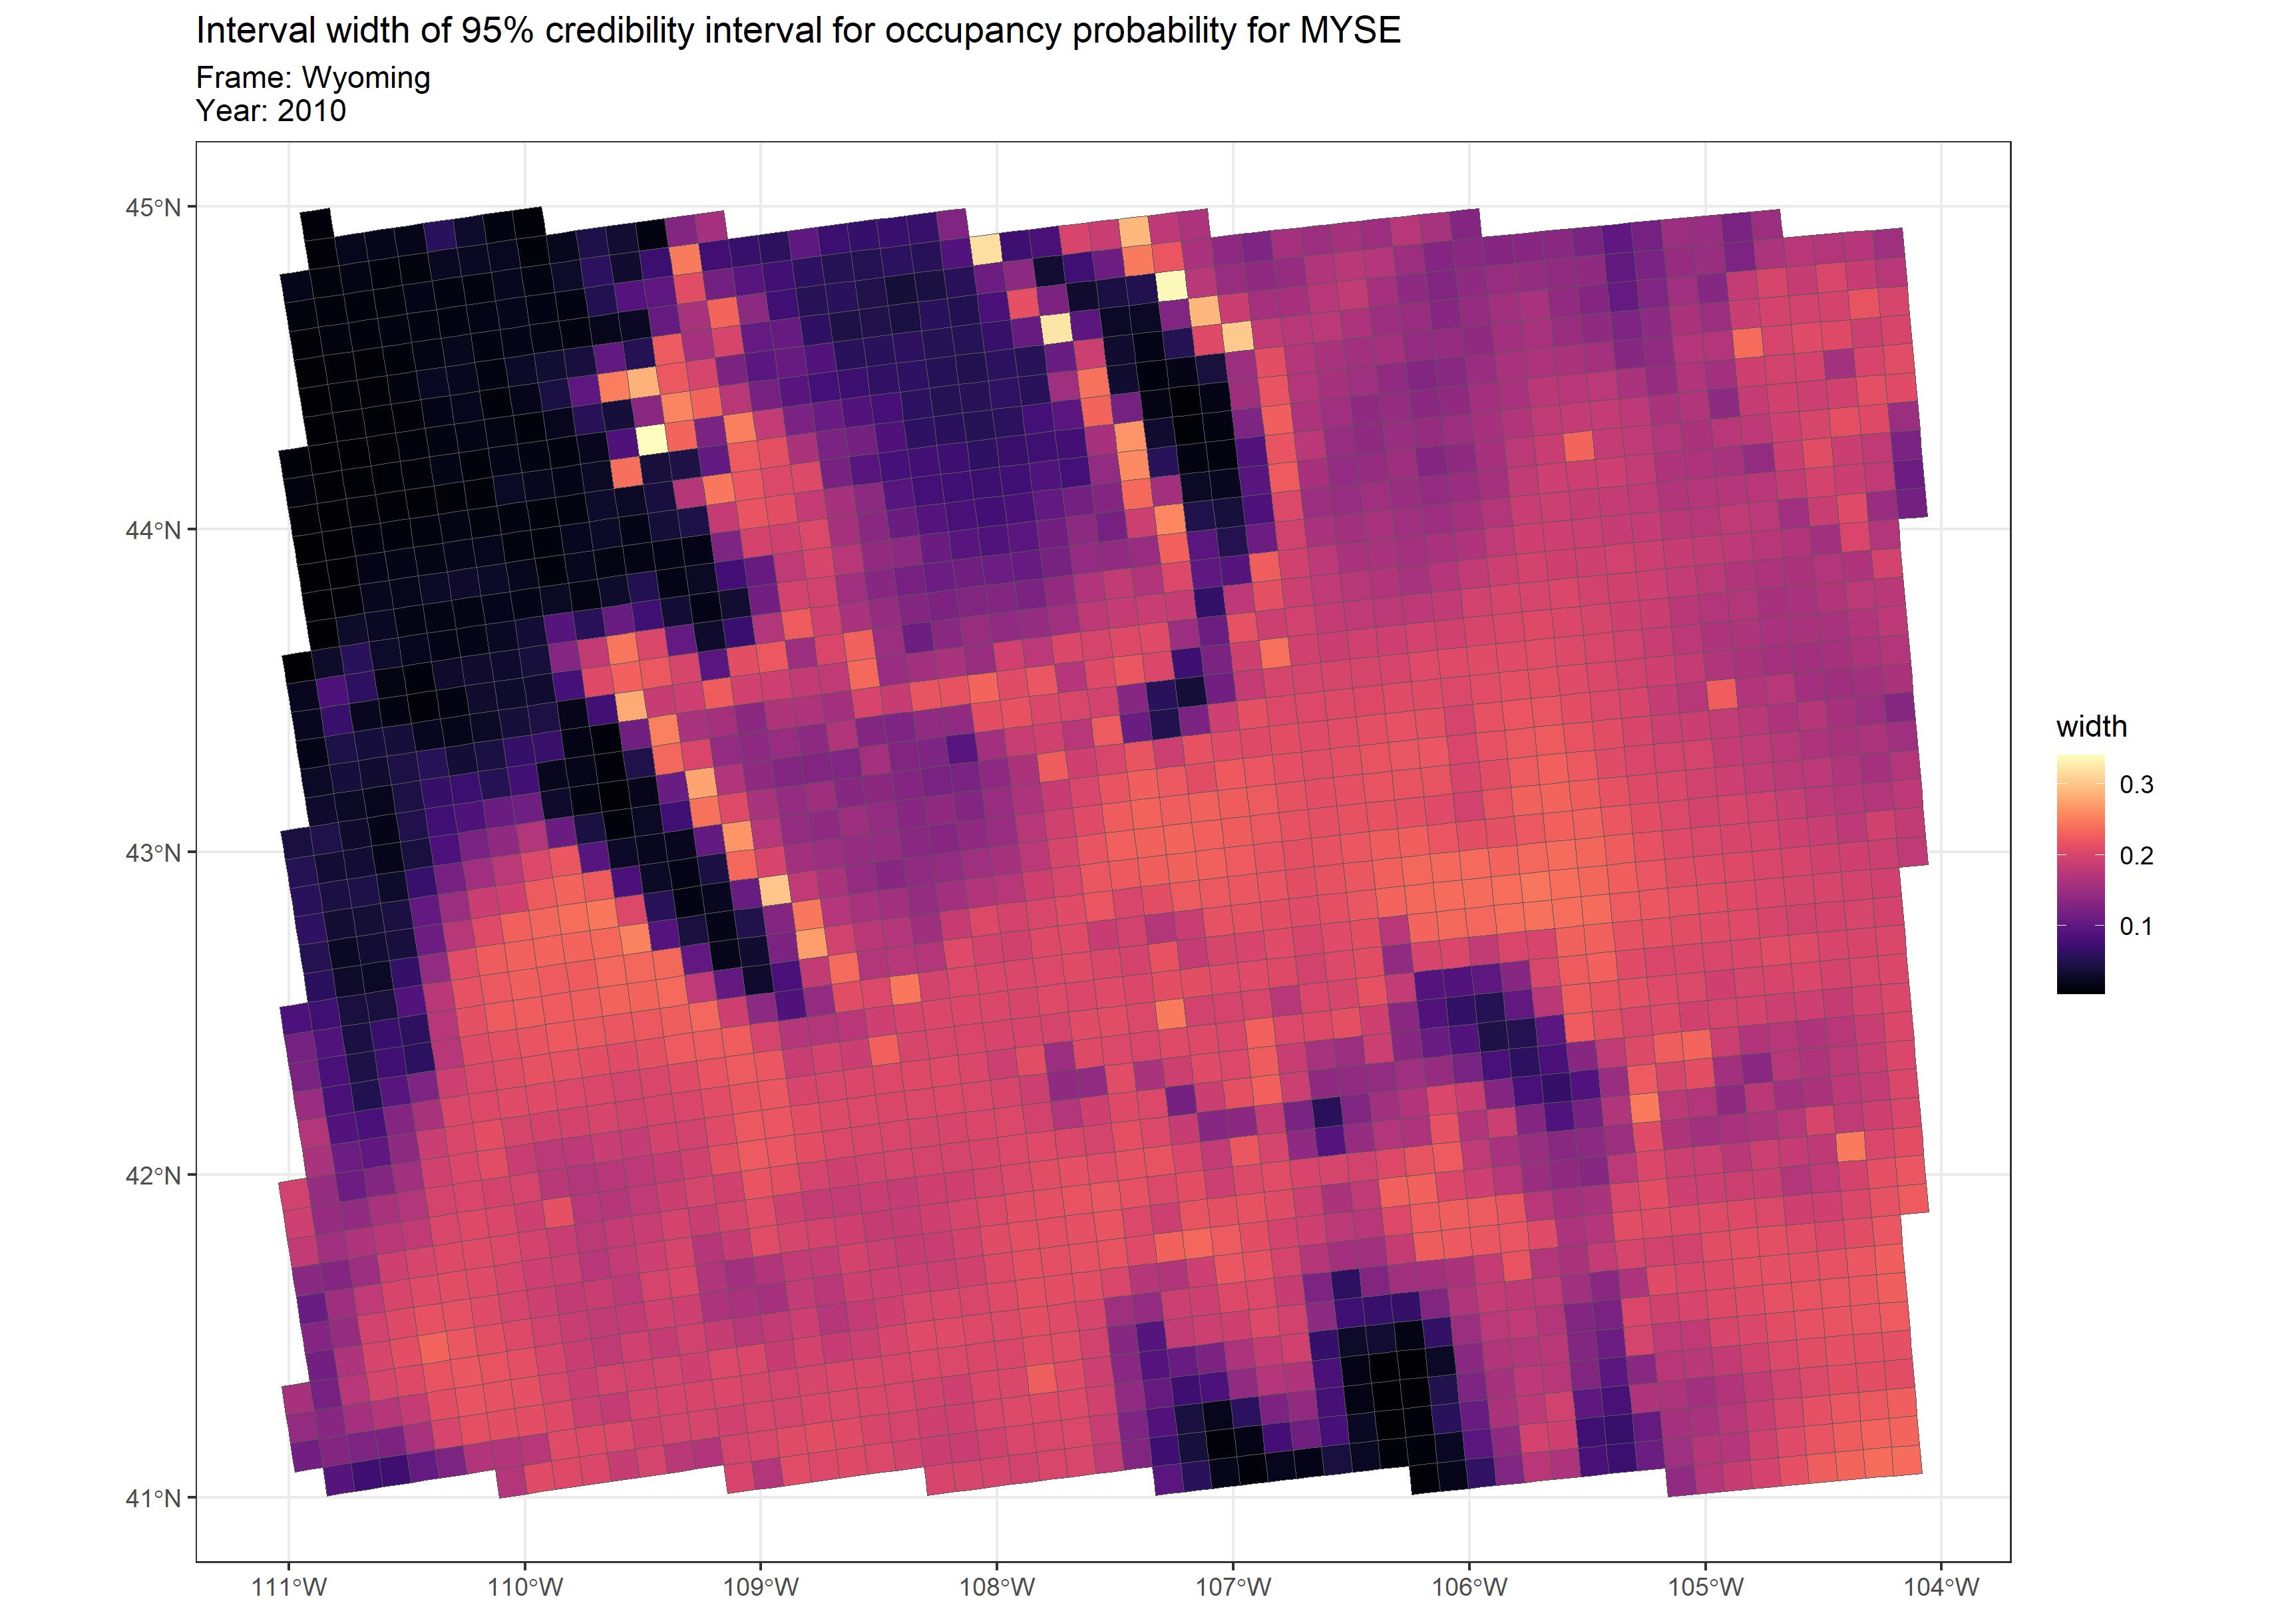 Interval width of 95% credibility interval for occupancy probability for MYSE
Frame: Wyoming
Year: 2010
45°N
44°N
43°N
42°N
41°N
111°W
110°W
109°W
108°W
107°W
106°W
105°W
104°W
width
0.3
0.2
0.1